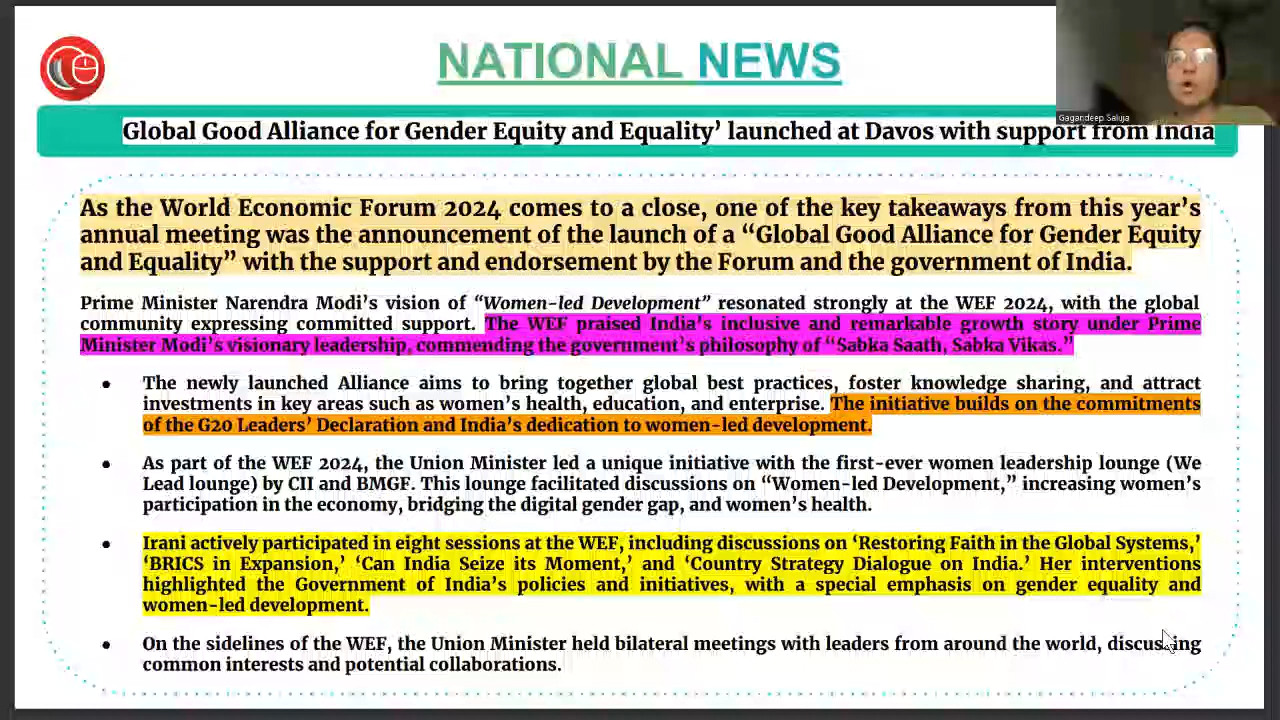 NATIONAL NEWS
Gagandeep Saluja
Global Good Alliance for Gender Equity and Equality’ launched at Davos with support from India
As the World Economic Forum 2024 comes to a close, one of the key takeaways from this year’s
annual meeting was the announcement of the launch of a “Global Good Alliance for Gender Equity
and Equality” with the support and endorsement by the Forum and the government of India.
Prime Minister Narendra Modi’s vision of “Women-led Development” resonated strongly at the WEF 2024, with the global
community expressing committed support. The WEF praised India’s inclusive and remarkable growth story under Prime
Minister Modi’s visionary leadership, commending the government’s philosophy of “Sabka Saath, Sabka Vikas.”
● The newly launched Alliance aims to bring together global best practices, foster knowledge sharing, and attract
investments in key areas such as women’s health, education, and enterprise. The initiative builds on the commitments
of the G20 Leaders’ Declaration and India’s dedication to women-led development.
● As part of the WEF 2024, the Union Minister led a unique initiative with the first-ever women leadership lounge (We
Lead lounge) by CII and BMGF. This lounge facilitated discussions on “Women-led Development,” increasing women’s
participation in the economy, bridging the digital gender gap, and women’s health.
● Irani actively participated in eight sessions at the WEF, including discussions on ‘Restoring Faith in the Global Systems,’
‘BRICS in Expansion,’ ‘Can India Seize its Moment,’ and ‘Country Strategy Dialogue on India.’ Her interventions
highlighted the Government of India’s policies and initiatives, with a special emphasis on gender equality and
women-led development.
● On the sidelines of the WEF, the Union Minister held bilateral meetings with leaders from around the world, discussing
common interests and potential collaborations.